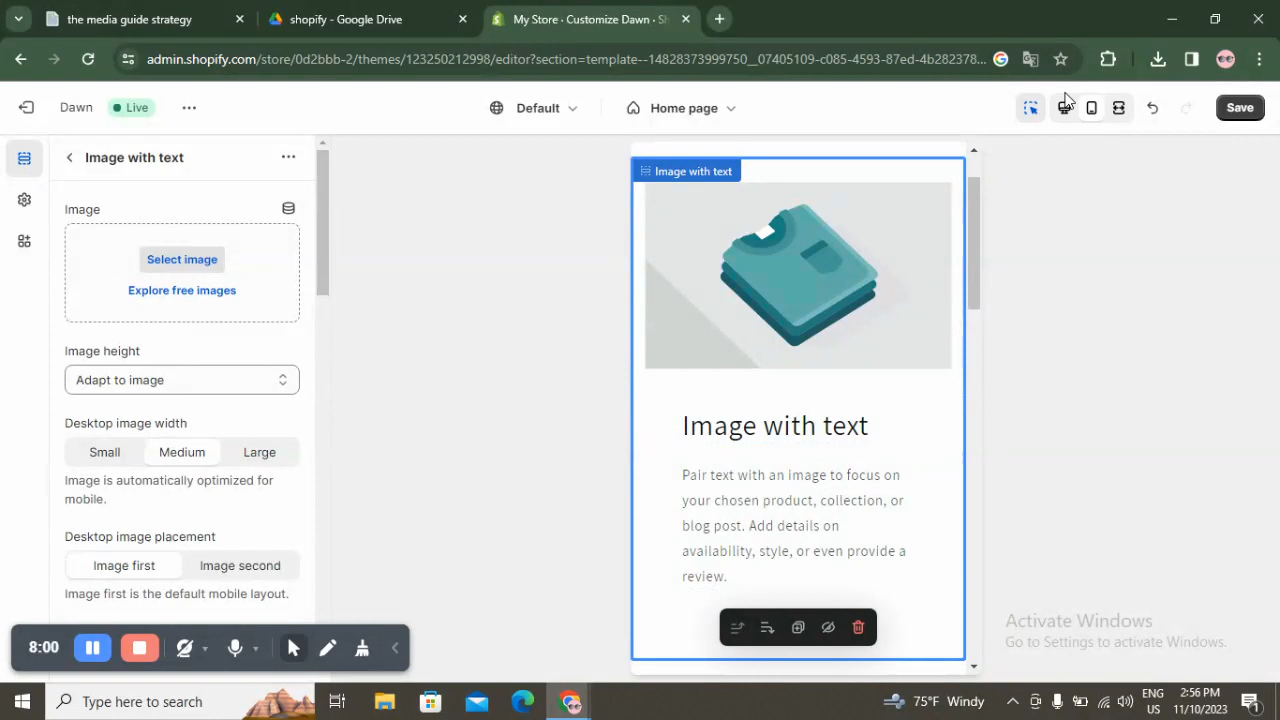 the media guide strategy
shopify - Google Drive
My Store · Customize Dawn · Sh
admin.shopify.com/store/0d2bbb-2/themes/123250212998/editor?section=template--14828373999750__07405109-c085-4593-87ed-4b282378...
Dawn
Live
Default
Home page
Save
Image with text
Image
Select image
Explore free images
Image height
Adapt to image
Desktop image width
Small Medium Large
Image is automatically optimized for
mobile.
Desktop image placement
Image first Image second
Image first is the default mobile layout.
Image with text
Image with text
Pair text with an image to focus on
your chosen product, collection, or
blog post. Add details on
availability, style, or even provide a
review.
Activate Windows
Go to Settings to activate Windows.
8:00
Type here to search
75°F Windy
ENG
US
2:56 PM
11/10/2023
1